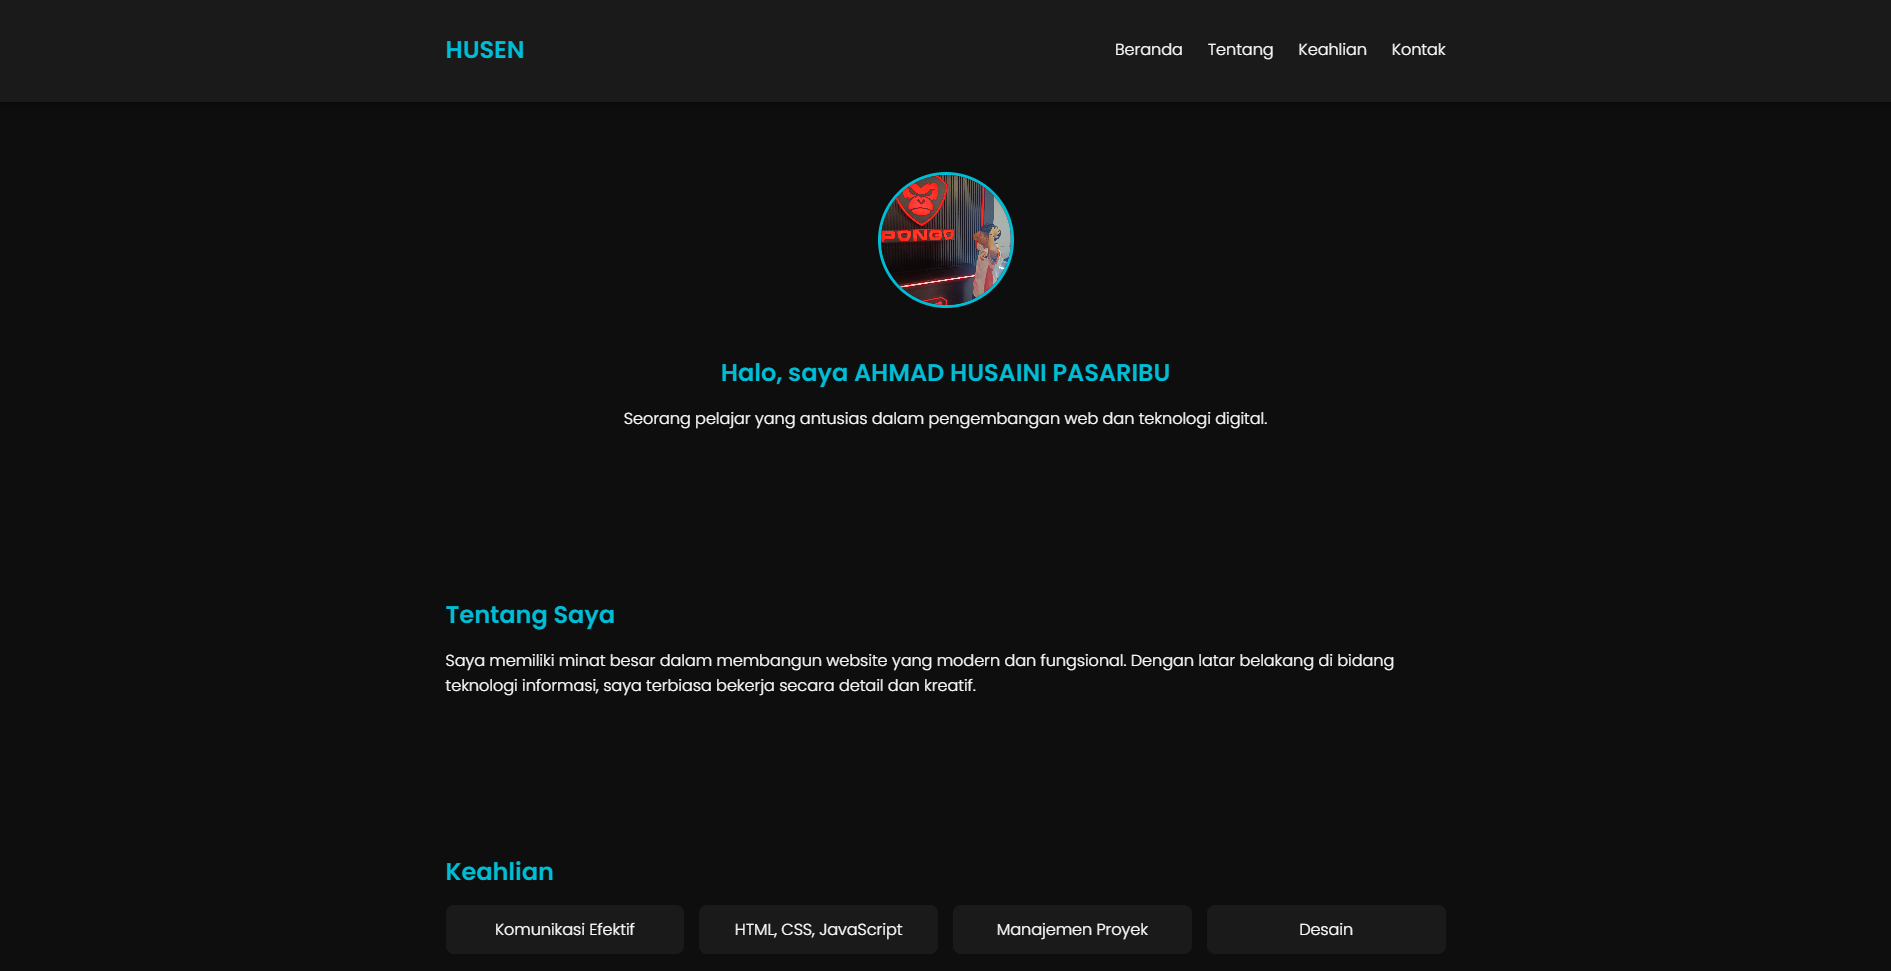 HUSEN
Beranda Tentang Keahlian Kontak
PONGO
Halo, saya AHMAD HUSAINI PASARIBU
Seorang pelajar yang antusias dalam pengembangan web dan teknologi digital.
Tentang Saya
Saya memiliki minat besar dalam membangun website yang modern dan fungsional. Dengan latar belakang di bidang
teknologi informasi, saya terbiasa bekerja secara detail dan kreatif.
Keahlian
Komunikasi Efektif HTML, CSS, JavaScript Manajemen Proyek Desain